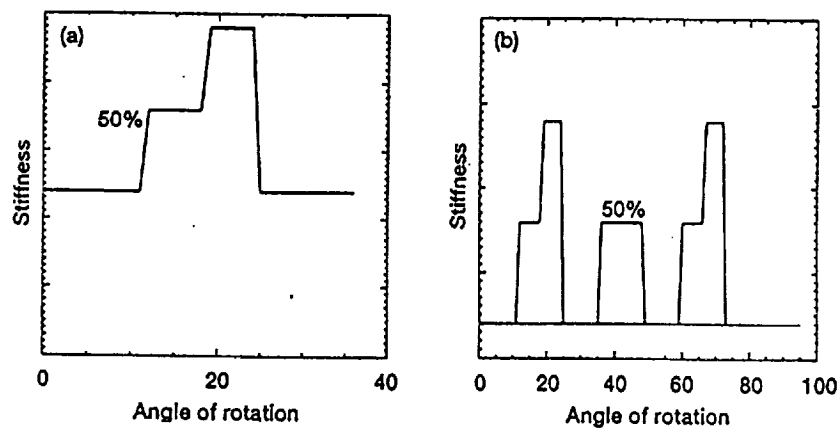 (a)
50%
Stiffness
0
20
40
Angle of rotation
(b)
50%
Stiffness
0
20
40
60
80
100
Angle of rotation